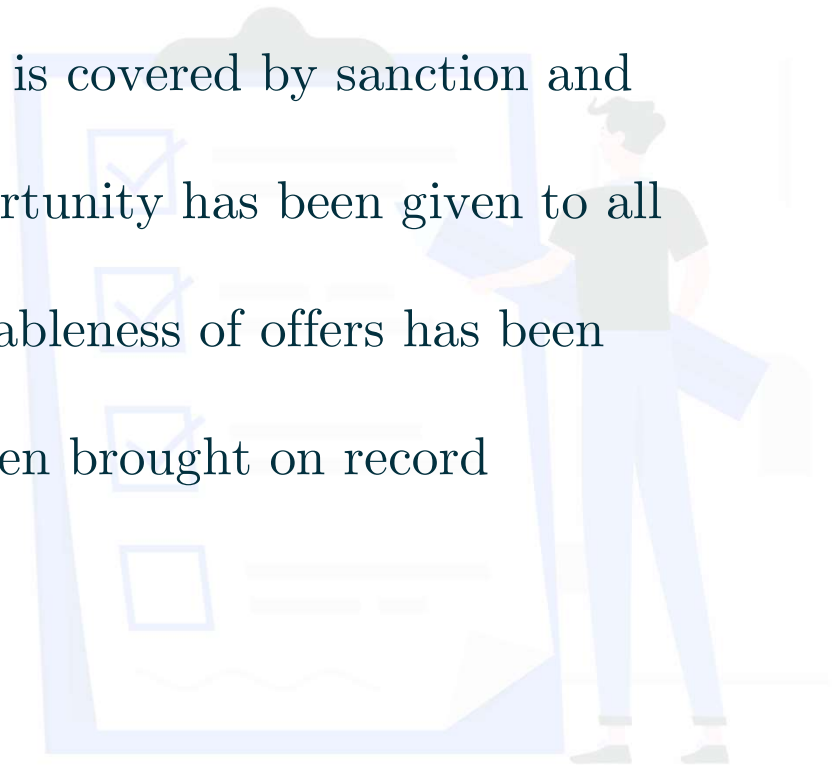 is covered by sanction and
rtunity has been given to all
ableness of offers has been
en brought on record